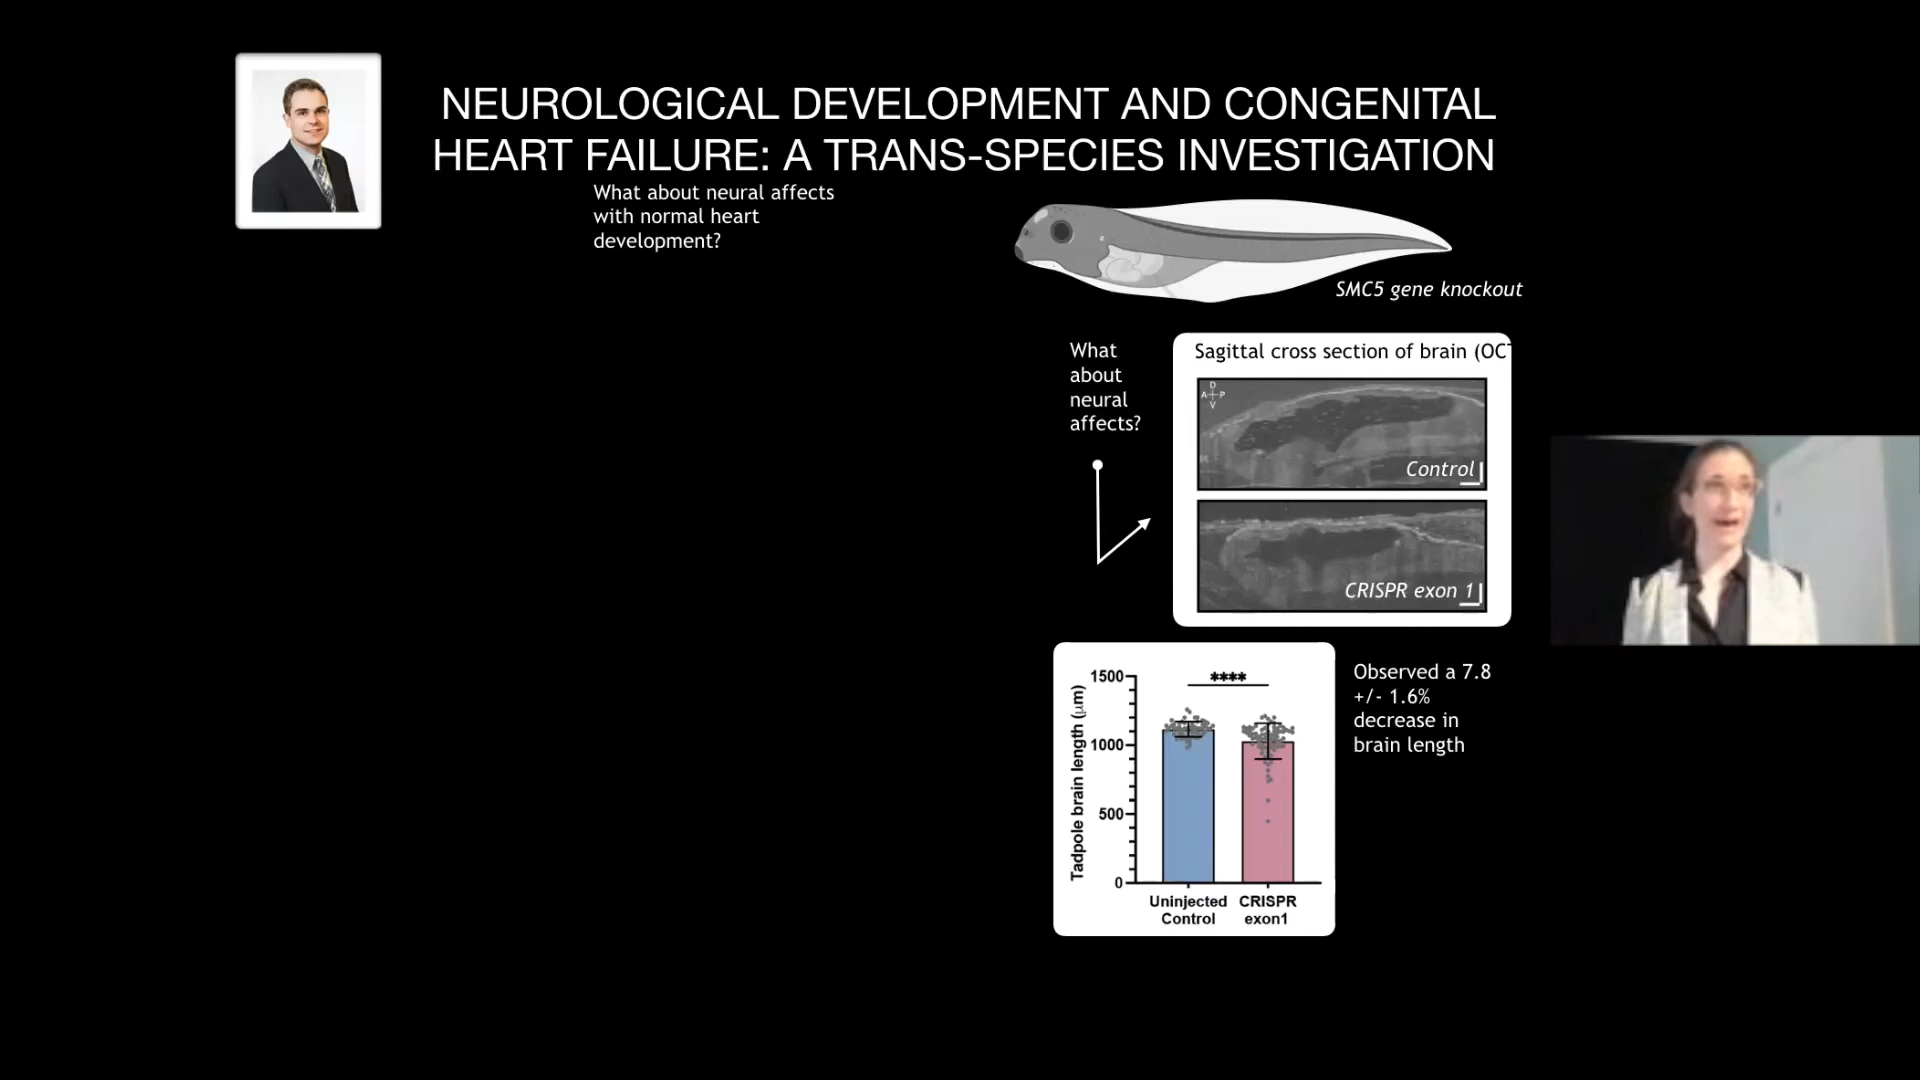 NEUROLOGICAL DEVELOPMENT AND CONGENITAL
HEART FAILURE: A TRANS-SPECIES INVESTIGATION
What about neural affects
with normal heart
development?
SMC5 gene knockout
What
about
neural
affects?
Sagittal cross section of brain (OCT
D
A P
V
Control
CRISPR exon 1
Observed a 7.8
+/- 1.6%
decrease in
brain length
Tadpole brain length (μm)
1500
1000
500
0
****
Uninjected
Control
CRISPR
exon1